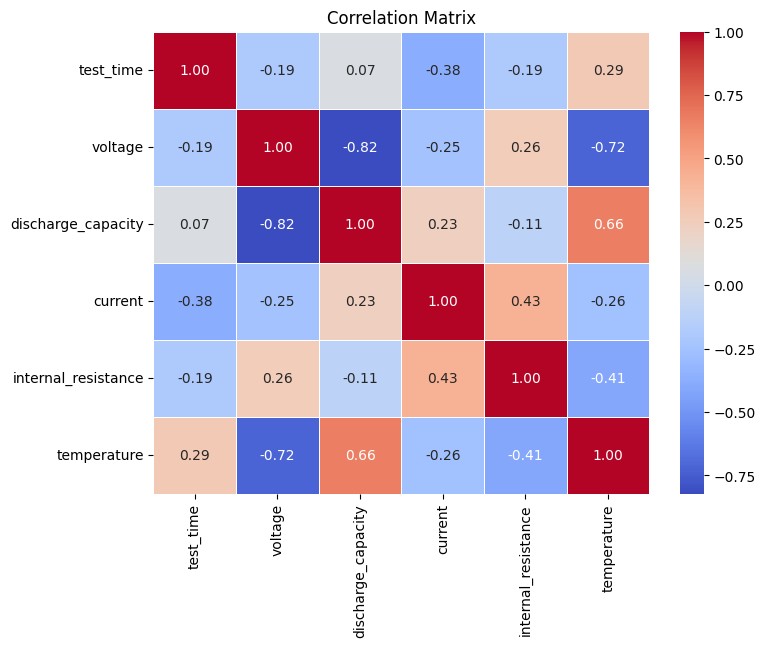 Correlation Matrix
test_time 1.00 -0.19 0.07 -0.38 -0.19 0.29
voltage -0.19 1.00 -0.82 -0.25 0.26 -0.72
discharge_capacity 0.07 -0.82 1.00 0.23 -0.11 0.66
current -0.38 -0.25 0.23 1.00 0.43 -0.26
internal_resistance -0.19 0.26 -0.11 0.43 1.00 -0.41
temperature 0.29 -0.72 0.66 -0.26 -0.41 1.00
test_time
voltage
discharge_capacity
current
internal_resistance
temperature
1.00
0.75
0.50
0.25
0.00
−0.25
−0.50
−0.75